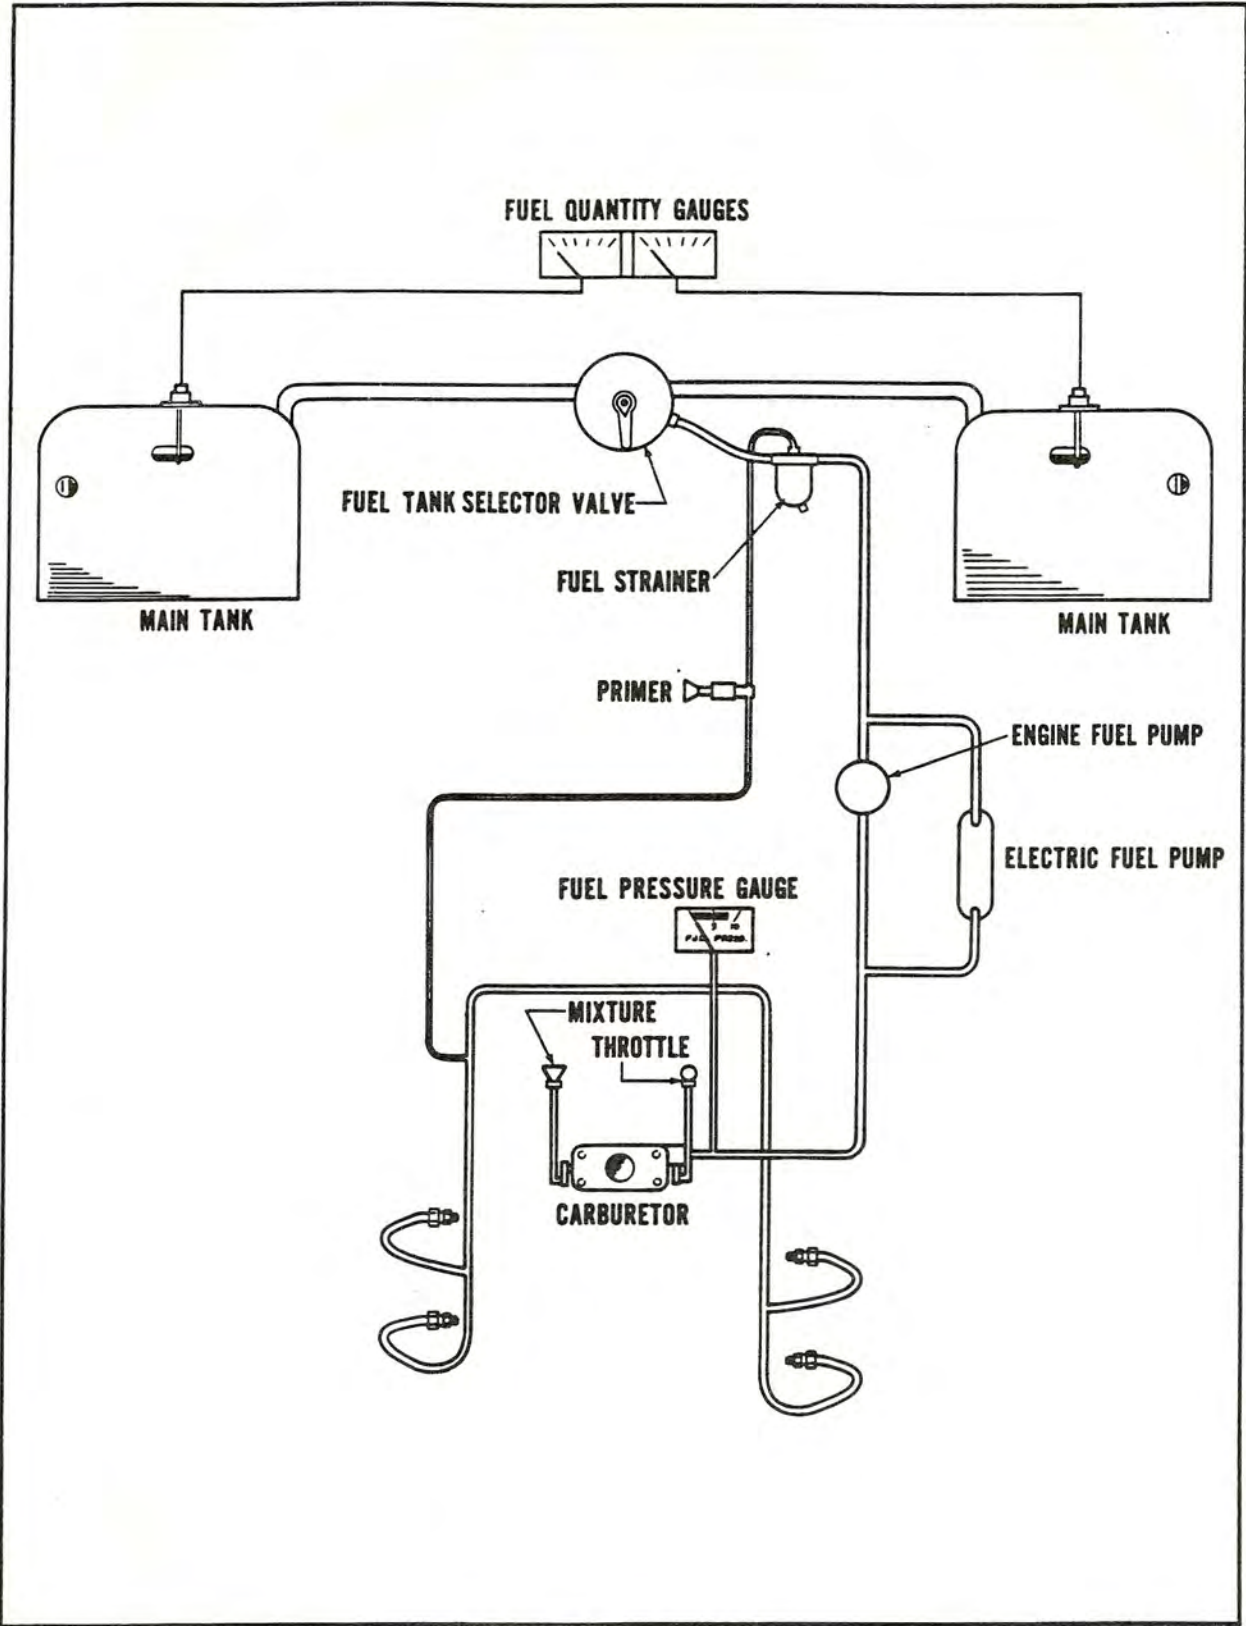 FUEL QUANTITY GAUGES
FUEL TANK SELECTOR VALVE
FUEL STRAINER
MAIN TANK
MAIN TANK
PRIMER
ENGINE FUEL PUMP
ELECTRIC FUEL PUMP
FUEL PRESSURE GAUGE
MIXTURE
THROTTLE
CARBURETOR